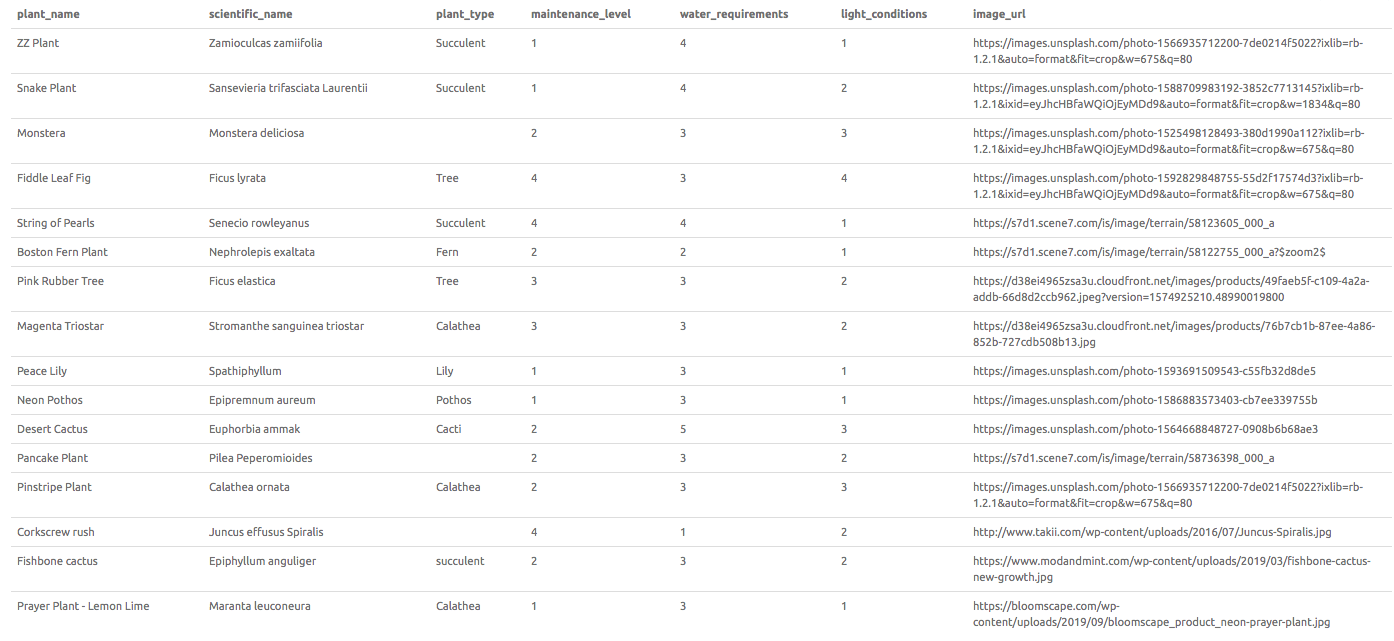 plant_name scientific_name plant_type maintenance_level water_requirements light_conditions image_url
ZZ Plant Zamioculcas zamiifolia Succulent 1 4 1 https://images.unsplash.com/photo-1566935712200-7de0214f5022?ixlib=rb-
1.2.1&auto=format&fit=crop&w=675&q=80
Snake Plant Sansevieria trifasciata Laurentii Succulent 1 4 2 https://images.unsplash.com/photo-1588709983192-3852c7713145?ixlib=rb-
1.2.1&ixid=eyJhcHBfaWQiOjEyMDd9&auto=format&fit=crop&w=1834&q=80
Monstera Monstera deliciosa 2 3 3 https://images.unsplash.com/photo-1525498128493-380d1990a112?ixlib=rb-
1.2.1&ixid=eyJhcHBfaWQiOjEyMDd9&auto=format&fit=crop&w=675&q=80
Fiddle Leaf Fig Ficus lyrata Tree 4 3 4 https://images.unsplash.com/photo-1592829848755-55d2f17574d3?ixlib=rb-
1.2.1&ixid=eyJhcHBfaWQiOjEyMDd9&auto=format&fit=crop&w=675&q=80
String of Pearls Senecio rowleyanus Succulent 4 4 1 https://s7d1.scene7.com/is/image/terrain/58123605_000_a
Boston Fern Plant Nephrolepis exaltata Fern 2 2 1 https://s7d1.scene7.com/is/image/terrain/58122755_000_a?$zoom2$
Pink Rubber Tree Ficus elastica Tree 3 3 2 https://d38ei4965zsa3u.cloudfront.net/images/products/49faeb5f-c109-4a2a-
addb-66d8d2ccb962.jpeg?version=1574925210.48990019800
Magenta Triostar Stromanthe sanguinea triostar Calathea 3 3 2 https://d38ei4965zsa3u.cloudfront.net/images/products/76b7cb1b-87ee-4a86-
852b-727cdb508b13.jpg
Peace Lily Spathiphyllum Lily 1 3 1 https://images.unsplash.com/photo-1593691509543-c55fb32d8de5
Neon Pothos Epipremnum aureum Pothos 1 3 1 https://images.unsplash.com/photo-1586883573403-cb7ee339755b
Desert Cactus Euphorbia ammak Cacti 2 5 3 https://images.unsplash.com/photo-1564668848727-0908b6b68ae3
Pancake Plant Pilea Peperomioides 2 3 2 https://s7d1.scene7.com/is/image/terrain/58736398_000_a
Pinstripe Plant Calathea ornata Calathea 2 3 3 https://images.unsplash.com/photo-1566935712200-7de0214f5022?ixlib=rb-
1.2.1&auto=format&fit=crop&w=675&q=80
Corkscrew rush Juncus effusus Spiralis 4 1 2 http://www.takii.com/wp-content/uploads/2016/07/Juncus-Spiralis.jpg
Fishbone cactus Epiphyllum anguliger succulent 2 3 2 https://www.modandmint.com/wp-content/uploads/2019/03/fishbone-cactus-
new-growth.jpg
Prayer Plant - Lemon Lime Maranta leuconeura Calathea 1 3 1 https://bloomscape.com/wp-
content/uploads/2019/09/bloomscape_product_neon-prayer-plant.jpg